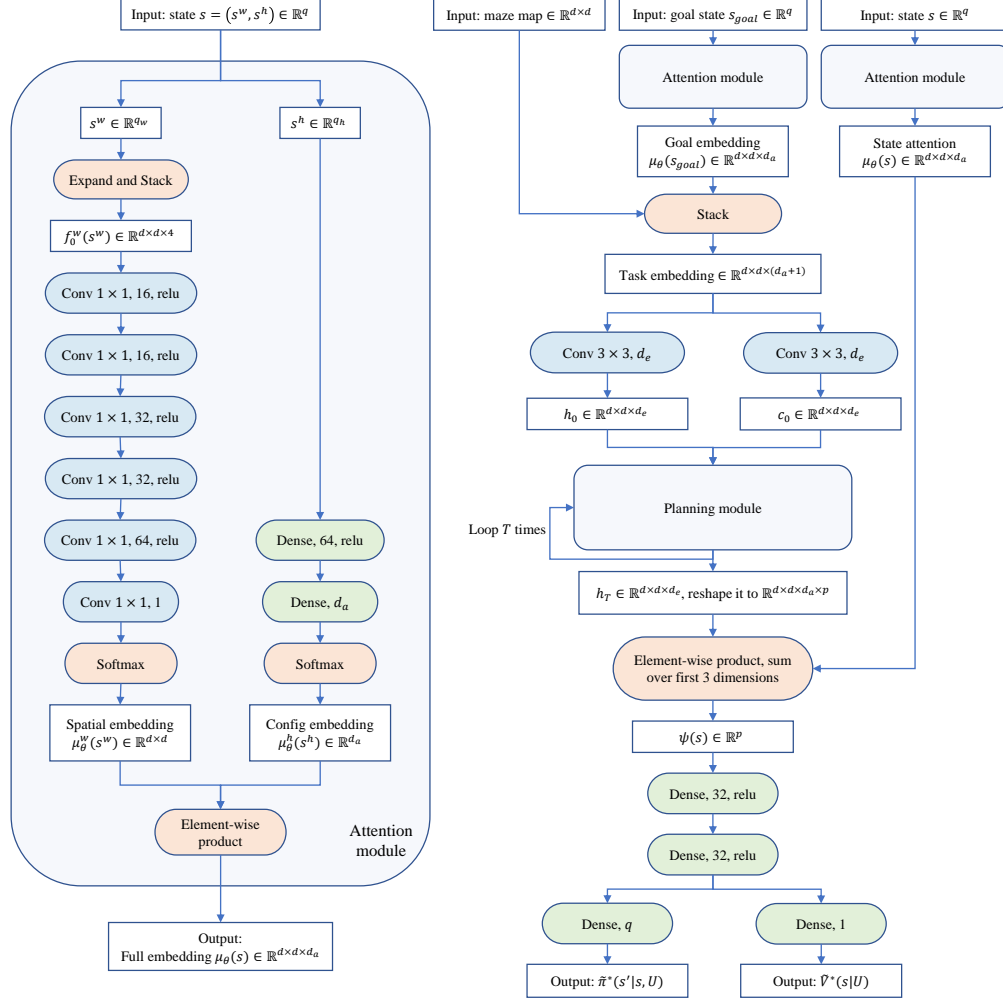 Input: state s = (s^w, s^h) ∈ ℝ^q
s^w ∈ ℝ^{q_w}
s^h ∈ ℝ^{q_h}
Expand and Stack
f_0^w(s^w) ∈ ℝ^{d×d×4}
Conv 1 × 1, 16, relu
Conv 1 × 1, 16, relu
Conv 1 × 1, 32, relu
Conv 1 × 1, 32, relu
Conv 1 × 1, 64, relu
Dense, 64, relu
Conv 1 × 1, 1
Dense, d_a
Softmax
Softmax
Spatial embedding
μ_θ^w(s^w) ∈ ℝ^{d×d}
Config embedding
μ_θ^h(s^h) ∈ ℝ^{d_a}
Element-wise
product
Attention
module
Output:
Full embedding μ_θ(s) ∈ ℝ^{d×d×d_a}
Input: maze map ∈ ℝ^{d×d}
Input: goal state s_{goal} ∈ ℝ^q
Input: state s ∈ ℝ^q
Attention module
Attention module
Goal embedding
μ_θ(s_{goal}) ∈ ℝ^{d×d×d_a}
State attention
μ_θ(s) ∈ ℝ^{d×d×d_a}
Stack
Task embedding ∈ ℝ^{d×d×(d_a+1)}
Conv 3 × 3, d_e
Conv 3 × 3, d_e
h_0 ∈ ℝ^{d×d×d_e}
c_0 ∈ ℝ^{d×d×d_e}
Planning module
Loop T times
h_T ∈ ℝ^{d×d×d_e}, reshape it to ℝ^{d×d×d_a×p}
Element-wise product, sum
over first 3 dimensions
ψ(s) ∈ ℝ^p
Dense, 32, relu
Dense, 32, relu
Dense, q
Dense, 1
Output: π̃*(s′|s, U)
Output: Ṽ*(s|U)